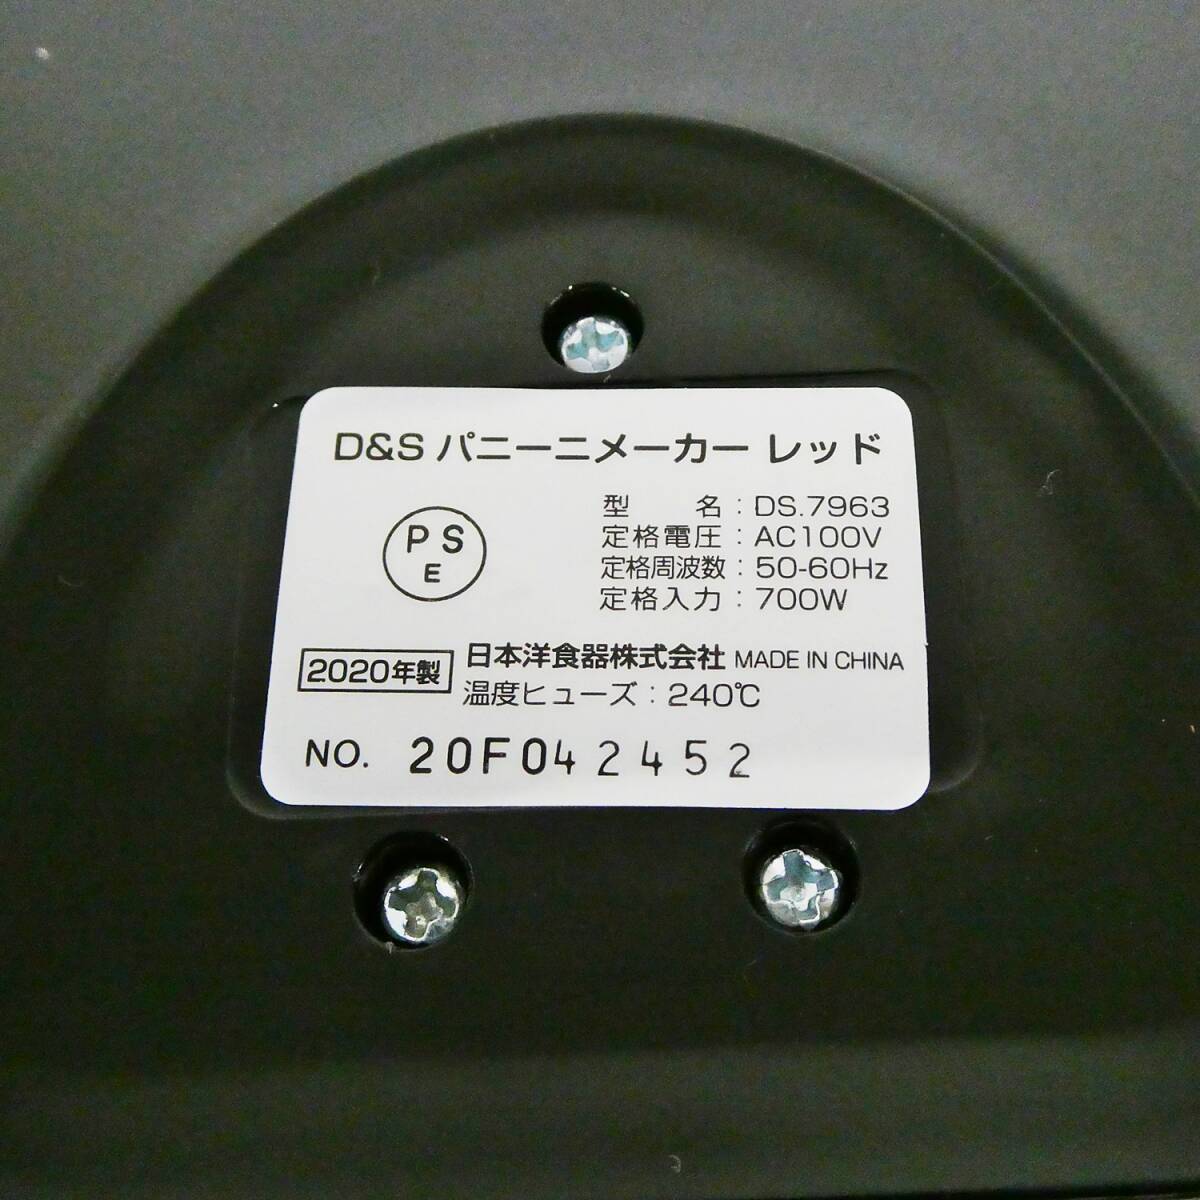 D&S パニーニメーカー レッド
PS
E
型　名：DS.7963
定格電圧：AC100V
定格周波数：50-60Hz
定格入力：700W
2020年製
日本洋食器株式会社 MADE IN CHINA
温度ヒューズ：240℃
NO. 20F042452